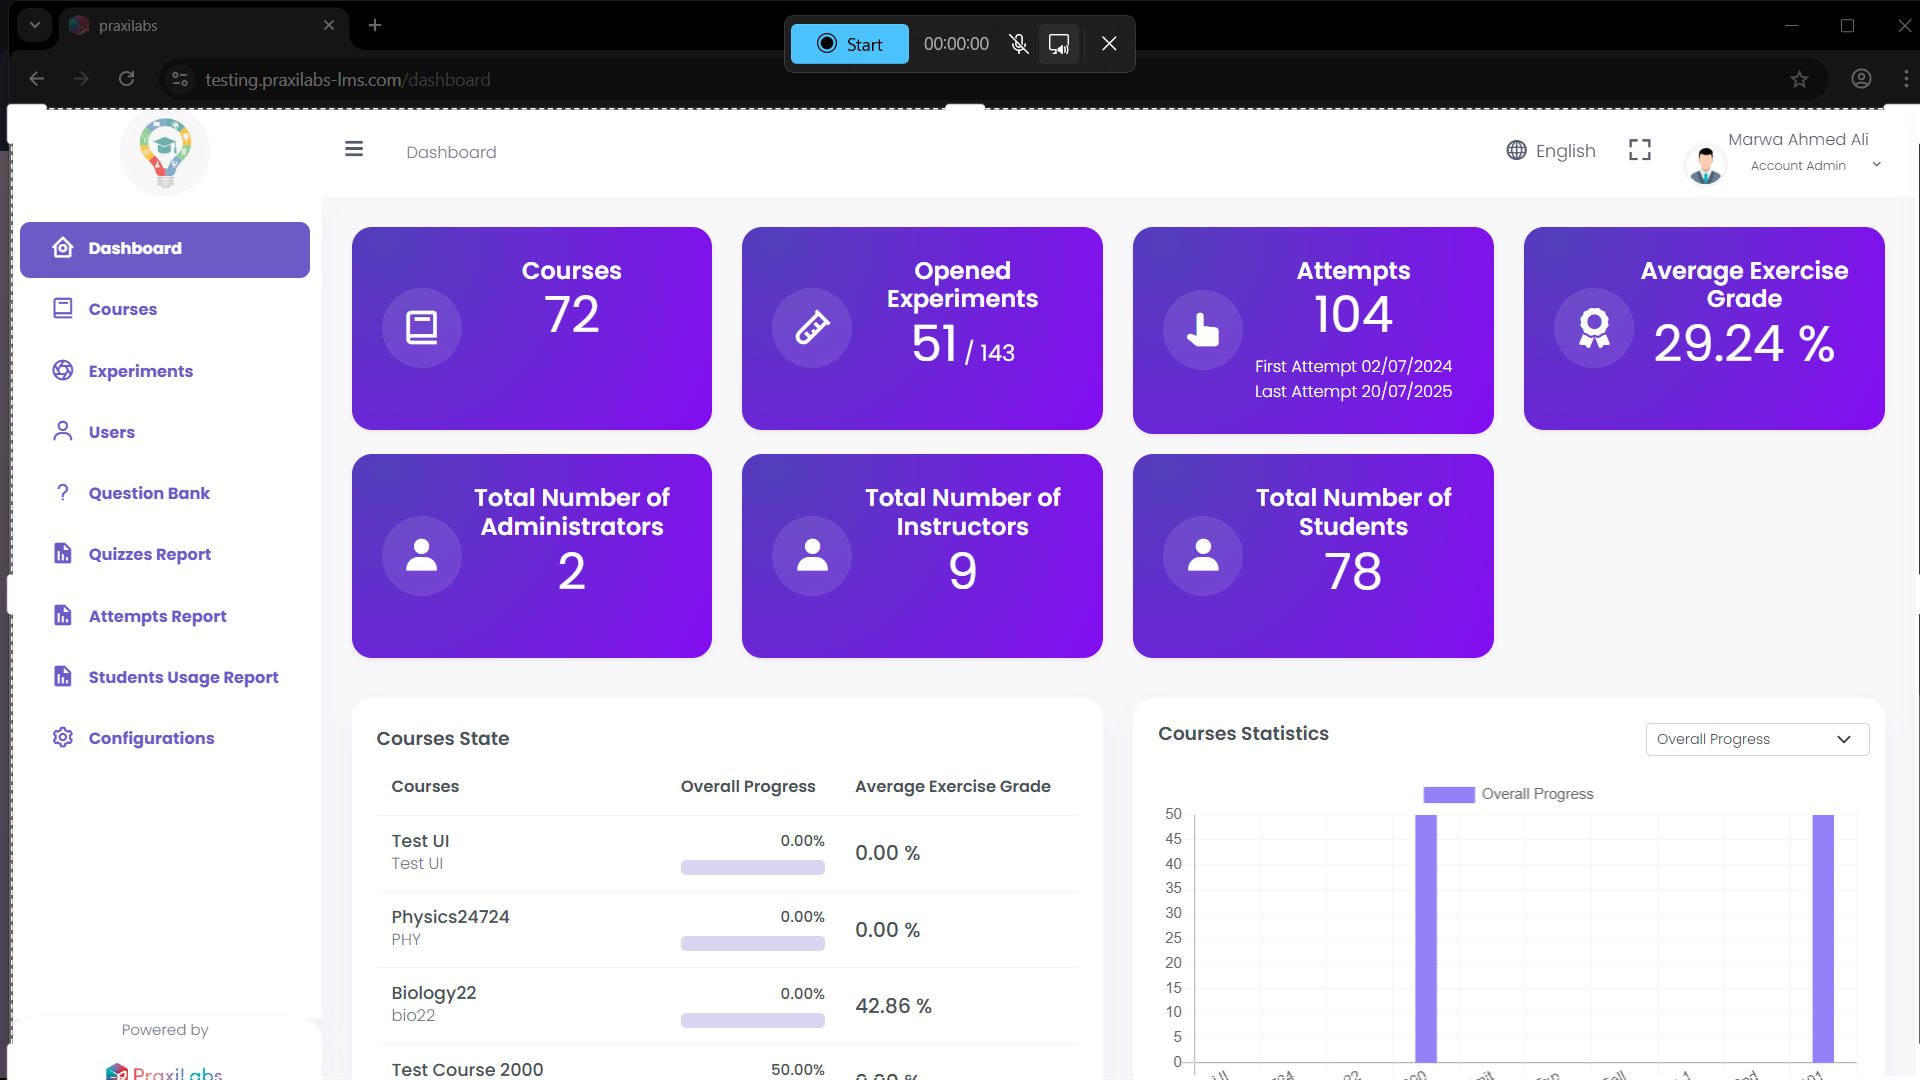 praxilabs
Start
00:00:00
testing.praxilabs-lms.com/dashboard
Dashboard
English
Marwa Ahmed Ali
Account Admin
Dashboard
Courses
Experiments
Users
Question Bank
Quizzes Report
Attempts Report
Students Usage Report
Configurations
Powered by
PraxiLabs
Courses
72
Opened
Experiments
51 / 143
Attempts
104
First Attempt 02/07/2024
Last Attempt 20/07/2025
Average Exercise
Grade
29.24 %
Total Number of
Administrators
2
Total Number of
Instructors
9
Total Number of
Students
78
Courses State
Courses Overall Progress Average Exercise Grade
Test UI 0.00% 0.00 %
Test UI
Physics24724 0.00% 0.00 %
PHY
Biology22 0.00% 42.86 %
bio22
Test Course 2000 50.00%
Courses Statistics
Overall Progress
Overall Progress
50
45
40
35
30
25
20
15
10
5
0